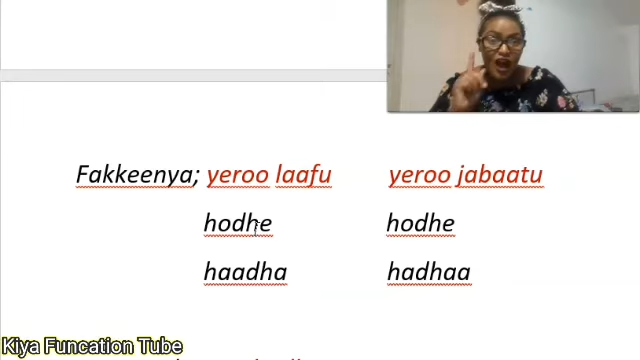 Fakkeenya; yeroo laafu yeroo jabaatu
hodhe hodhe
haadha hadhaa
Kiya Funcation Tube